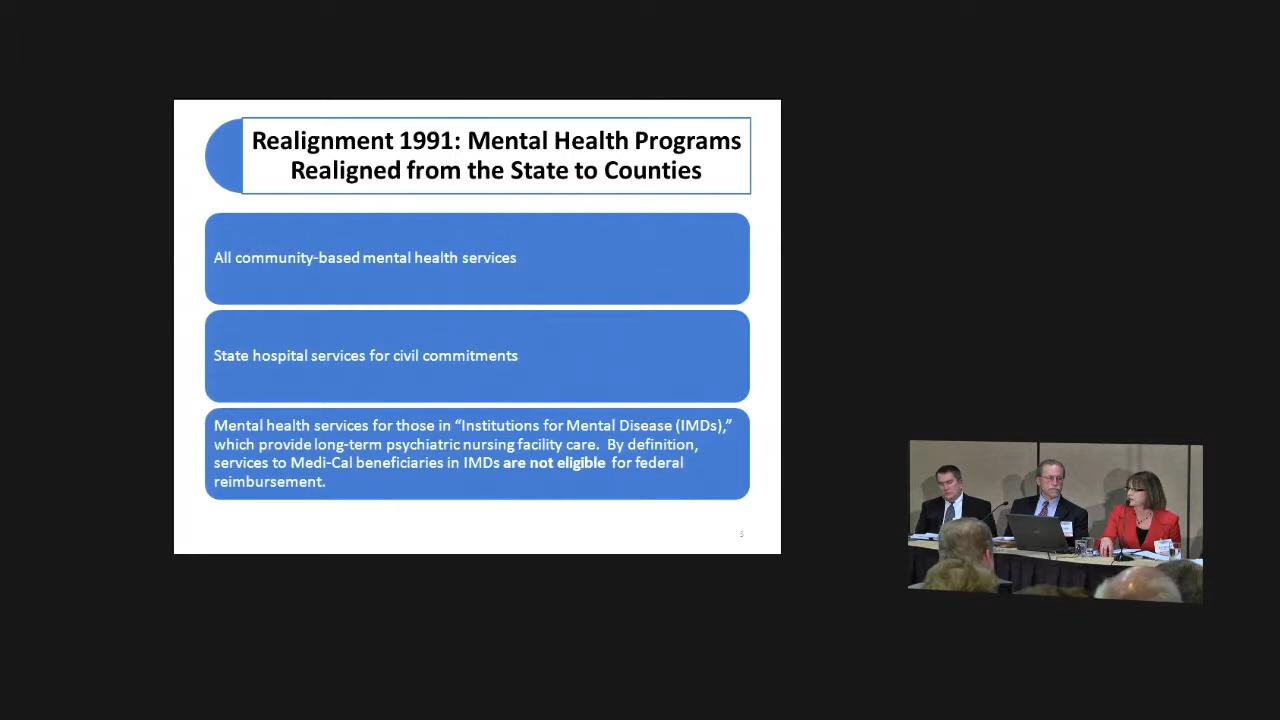 Realignment 1991: Mental Health Programs
Realigned from the State to Counties
All community-based mental health services
State hospital services for civil commitments
Mental health services for those in “Institutions for Mental Disease (IMDs),”
which provide long-term psychiatric nursing facility care.  By definition,
services to Medi-Cal beneficiaries in IMDs are not eligible for federal
reimbursement.